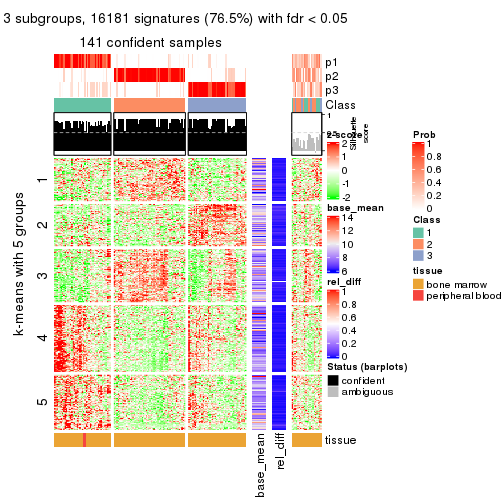 3 subgroups, 16181 signatures (76.5%) with fdr < 0.05
141 confident samples
p1
p2
p3
Class
1
0.5
Silhouette
score
k-means with 5 groups
1
2
3
4
5
z-score
2
1
0
-1
-2
base_mean
14
12
10
8
6
rel_diff
1
0.8
0.6
0.4
0.2
0
Status (barplots)
confident
ambiguous
Prob
1
0.8
0.6
0.4
0.2
0
Class
1
2
3
tissue
bone marrow
peripheral blood
tissue
base_mean
rel_diff